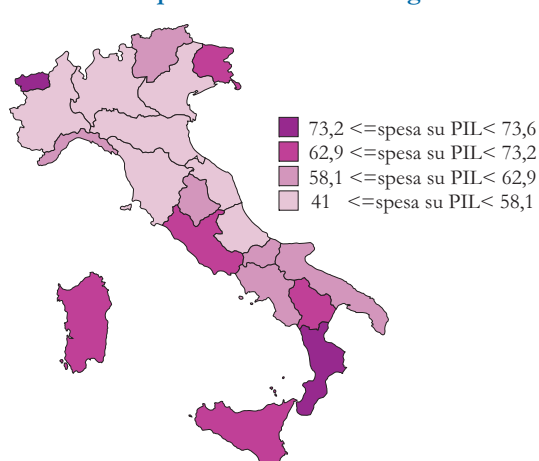 73,2 <=spesa su PIL< 73,6
62,9 <=spesa su PIL< 73,2
58,1 <=spesa su PIL< 62,9
41 <=spesa su PIL< 58,1